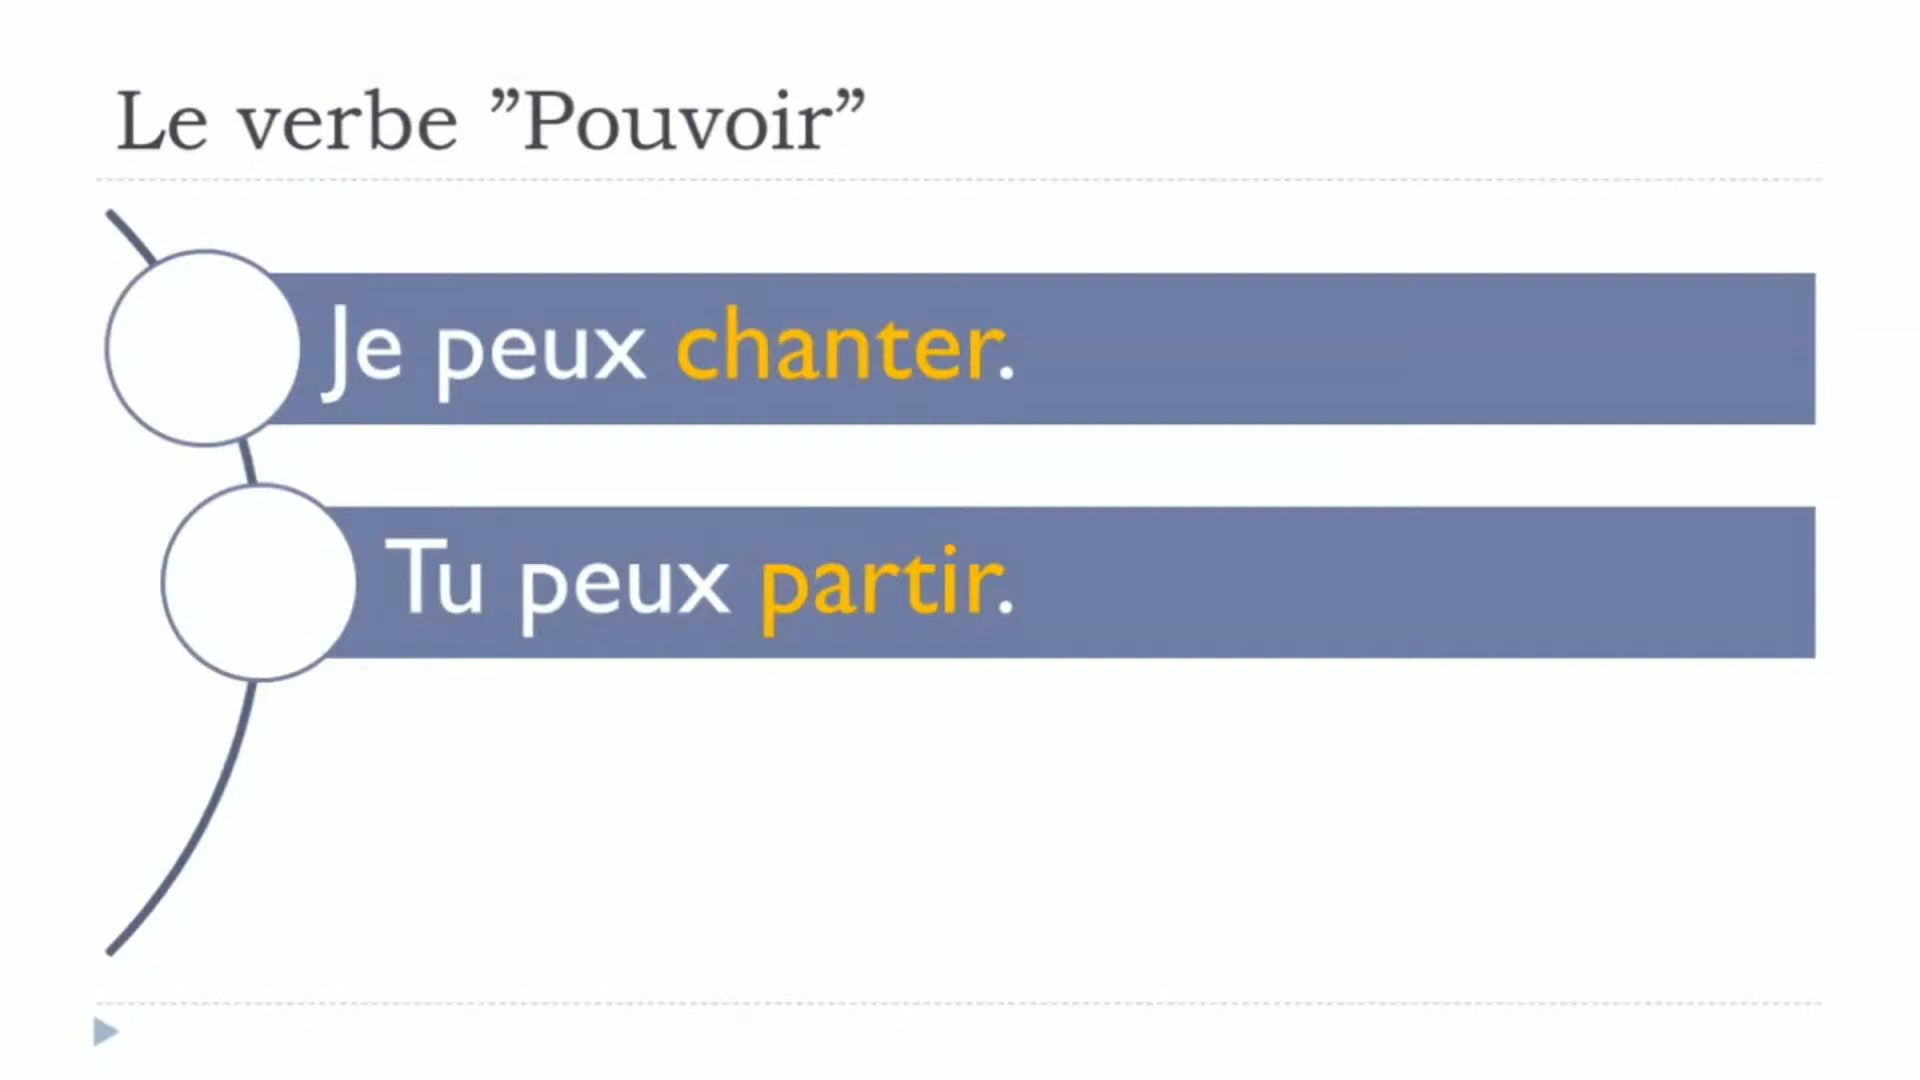 Le verbe ”Pouvoir”
Je peux chanter.
Tu peux partir.